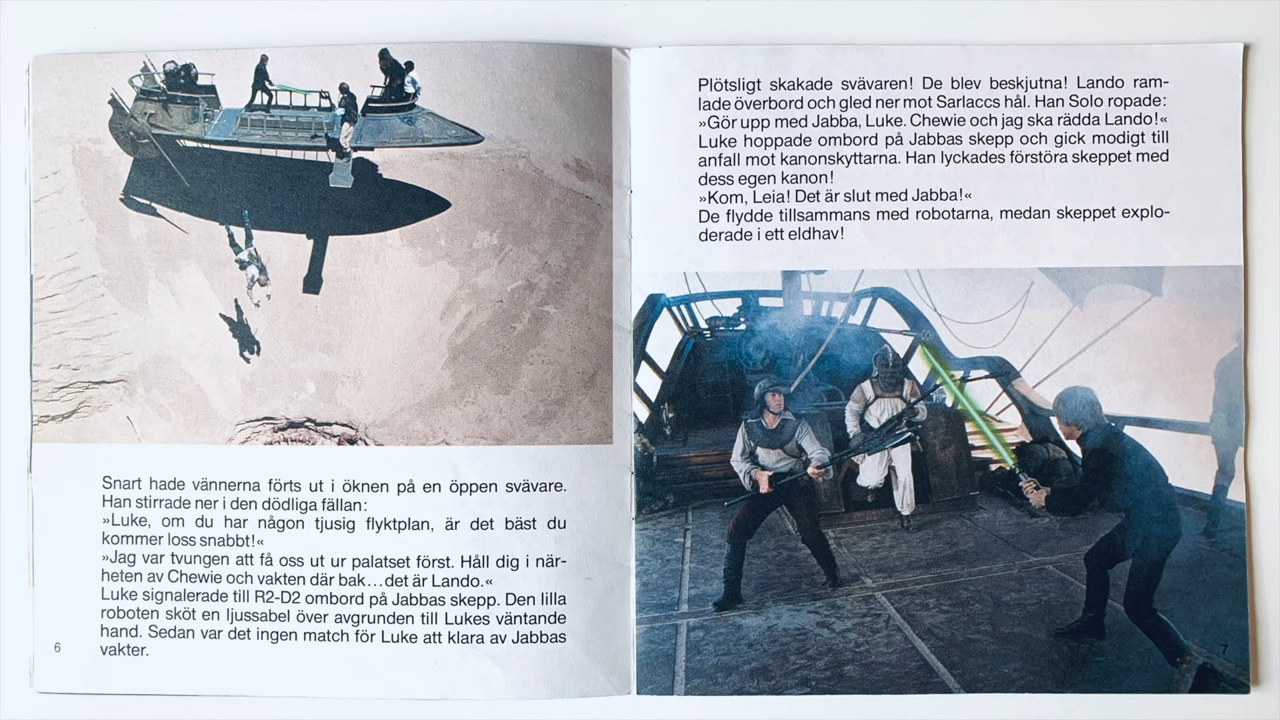 Snart hade vännerna förts ut i öknen på en öppen svävare.
Han stirrade ner i den dödliga fällan:
»Luke, om du har någon tjusig flyktplan, är det bäst du
kommer loss snabbt!«
»Jag var tvungen att få oss ut ur palatset först. Håll dig i när-
heten av Chewie och vakten där bak...det är Lando.«
Luke signalerade till R2-D2 ombord på Jabbas skepp. Den lilla
roboten sköt en ljussabel över avgrunden till Lukes väntande
hand. Sedan var det ingen match för Luke att klara av Jabbas
vakter.
6
Plötsligt skakade svävaren! De blev beskjutna! Lando ram-
lade överbord och gled ner mot Sarlaccs hål. Han Solo ropade:
»Gör upp med Jabba, Luke. Chewie och jag ska rädda Lando!«
Luke hoppade ombord på Jabbas skepp och gick modigt till
anfall mot kanonskyttarna. Han lyckades förstöra skeppet med
dess egen kanon!
»Kom, Leia! Det är slut med Jabba!«
De flydde tillsammans med robotarna, medan skeppet explo-
derade i ett eldhav!
7